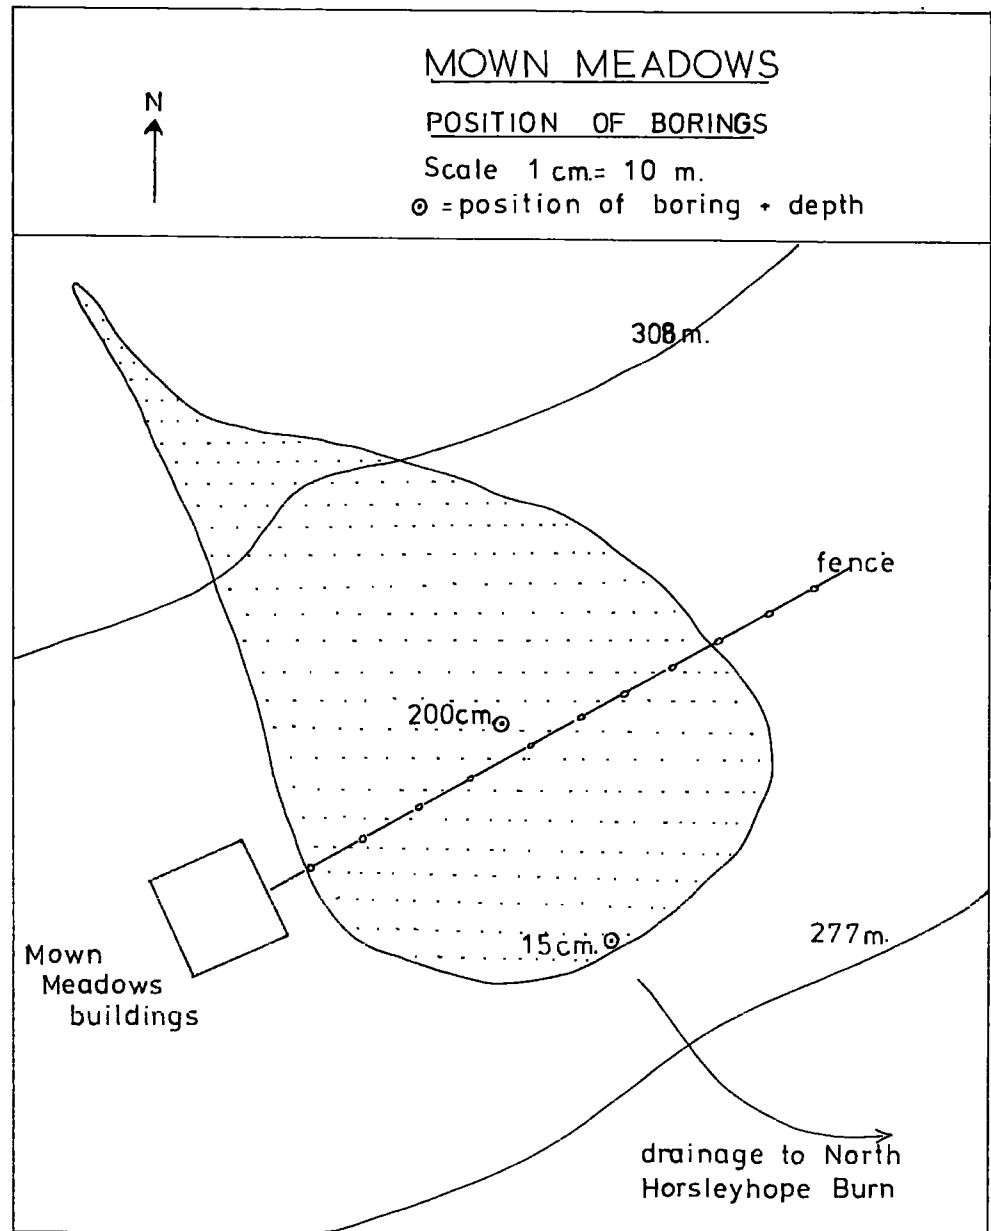 MOWN MEADOWS
POSITION OF BORINGS
N
Scale 1 cm.= 10 m.
⊙ =position of boring + depth
308m.
fence
200cm.
15cm.
277m.
Mown
Meadows
buildings
drainage to North
Horsleyhope Burn